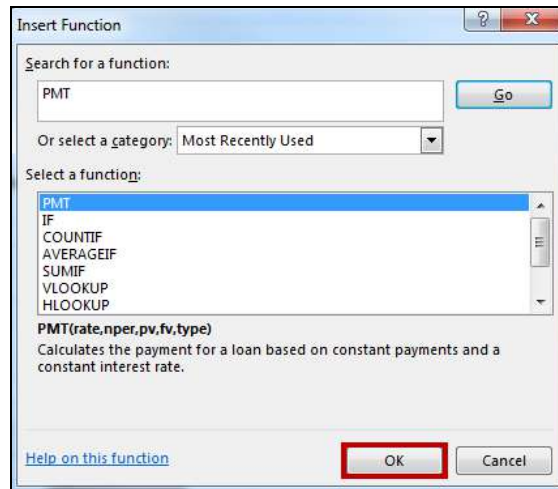 Insert Function
?
X
Search for a function:
PMT
Go
Or select a category: Most Recently Used
Select a function:
PMT
IF
COUNTIF
AVERAGEIF
SUMIF
VLOOKUP
HLOOKUP
PMT(rate,nper,pv,fv,type)
Calculates the payment for a loan based on constant payments and a
constant interest rate.
Help on this function
OK
Cancel